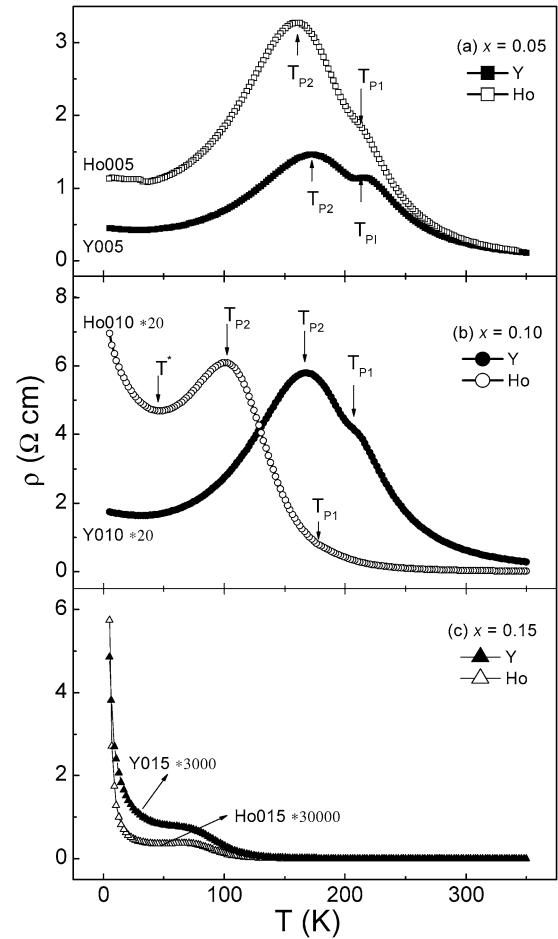 3
2
1
0
(a) x = 0.05
Y
Ho
T_P2
T_P1
Ho005
T_P2
T_PI
Y005
8
6
4
2
0
Ho010 *20
T_P2
T_P2
(b) x = 0.10
Y
Ho
T*
T_P1
T_P1
Y010 *20
ρ (Ω cm)
6
4
2
0
(c) x = 0.15
Y
Ho
Y015 *3000
Ho015 *30000
0 100 200 300
T (K)